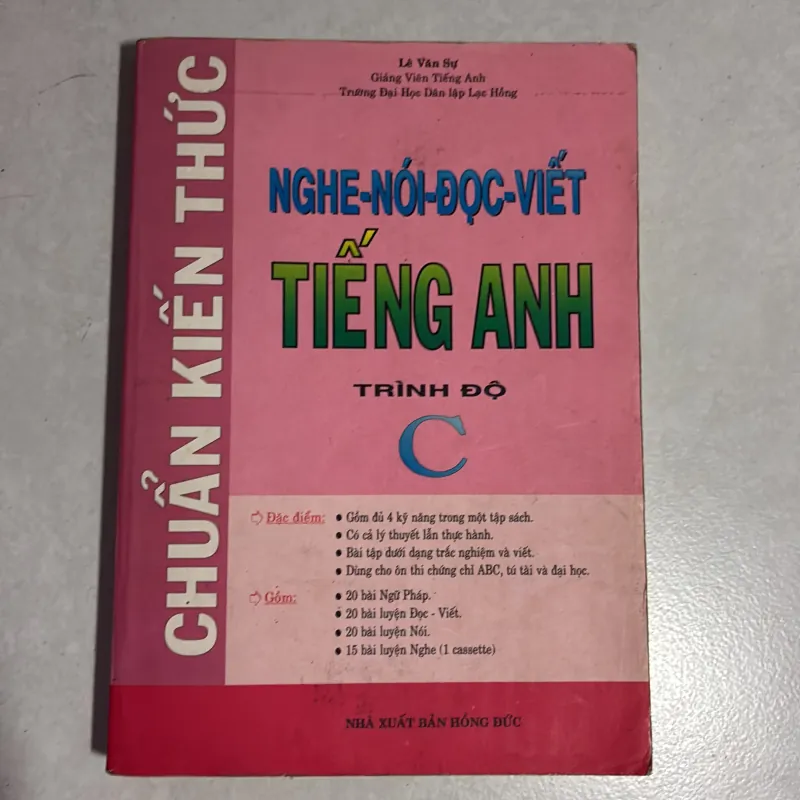 Lê Văn Sự
Giảng Viên Tiếng Anh
Trường Đại Học Dân lập Lạc Hồng
CHUẨN KIẾN THỨC
NGHE-NÓI-ĐỌC-VIẾT
TIẾNG ANH
TRÌNH ĐỘ
C
Đặc điểm: • Gồm đủ 4 kỹ năng trong một tập sách.
• Có cả lý thuyết lẫn thực hành.
• Bài tập dưới dạng trắc nghiệm và viết.
• Dùng cho ôn thi chứng chỉ ABC, tú tài và đại học.
Gồm: • 20 bài Ngữ Pháp.
• 20 bài luyện Đọc - Viết.
• 20 bài luyện Nói.
• 15 bài luyện Nghe (1 cassette)
NHÀ XUẤT BẢN HỒNG ĐỨC